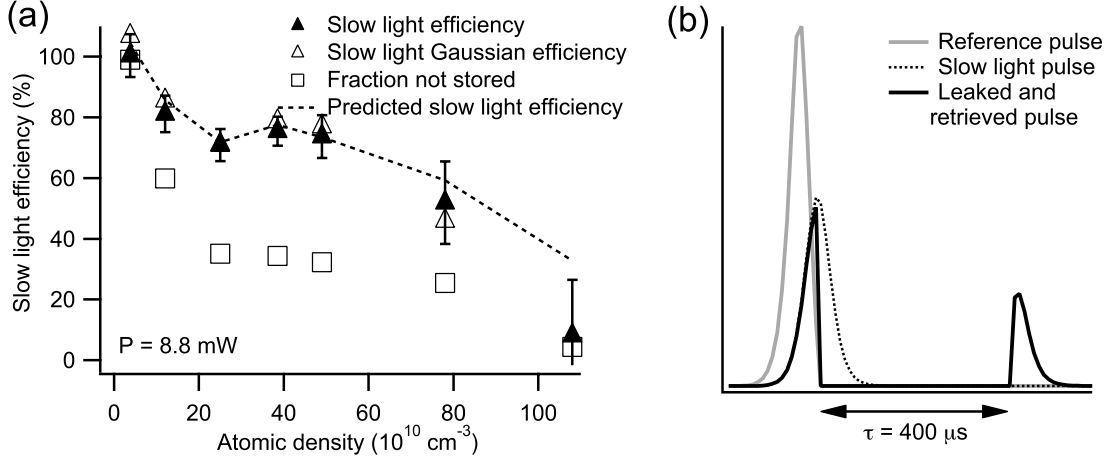 (a)
Slow light efficiency
Slow light Gaussian efficiency
Fraction not stored
Predicted slow light efficiency
Slow light efficiency (%)
100
80
60
40
20
0
P = 8.8 mW
0 20 40 60 80 100
Atomic density (10¹⁰ cm⁻³)
(b)
Reference pulse
Slow light pulse
Leaked and
retrieved pulse
τ = 400 μs